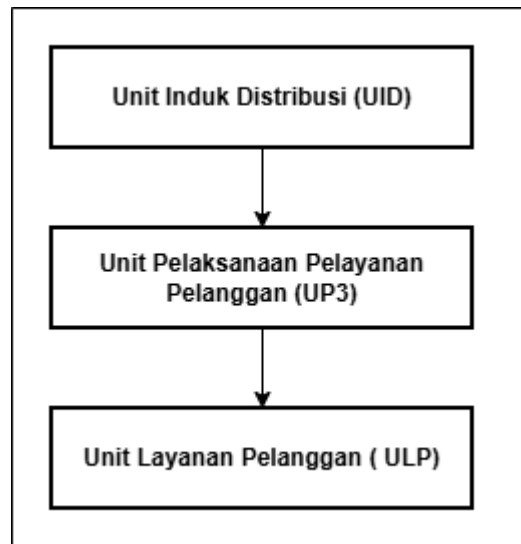 Unit Induk Distribusi (UID)
Unit Pelaksanaan Pelayanan
Pelanggan (UP3)
Unit Layanan Pelanggan ( ULP)